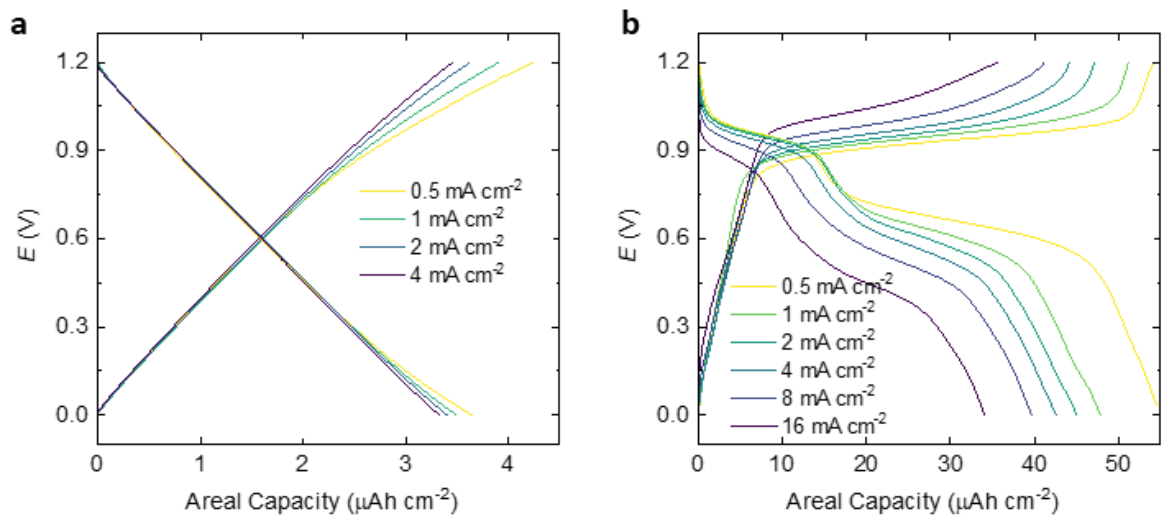 a
1.2
0.9
0.6
0.3
0.0
E (V)
0.5 mA cm⁻²
1 mA cm⁻²
2 mA cm⁻²
4 mA cm⁻²
0 1 2 3 4
Areal Capacity (μAh cm⁻²)
b
1.2
0.9
0.6
0.3
0.0
E (V)
0.5 mA cm⁻²
1 mA cm⁻²
2 mA cm⁻²
4 mA cm⁻²
8 mA cm⁻²
16 mA cm⁻²
0 10 20 30 40 50
Areal Capacity (μAh cm⁻²)